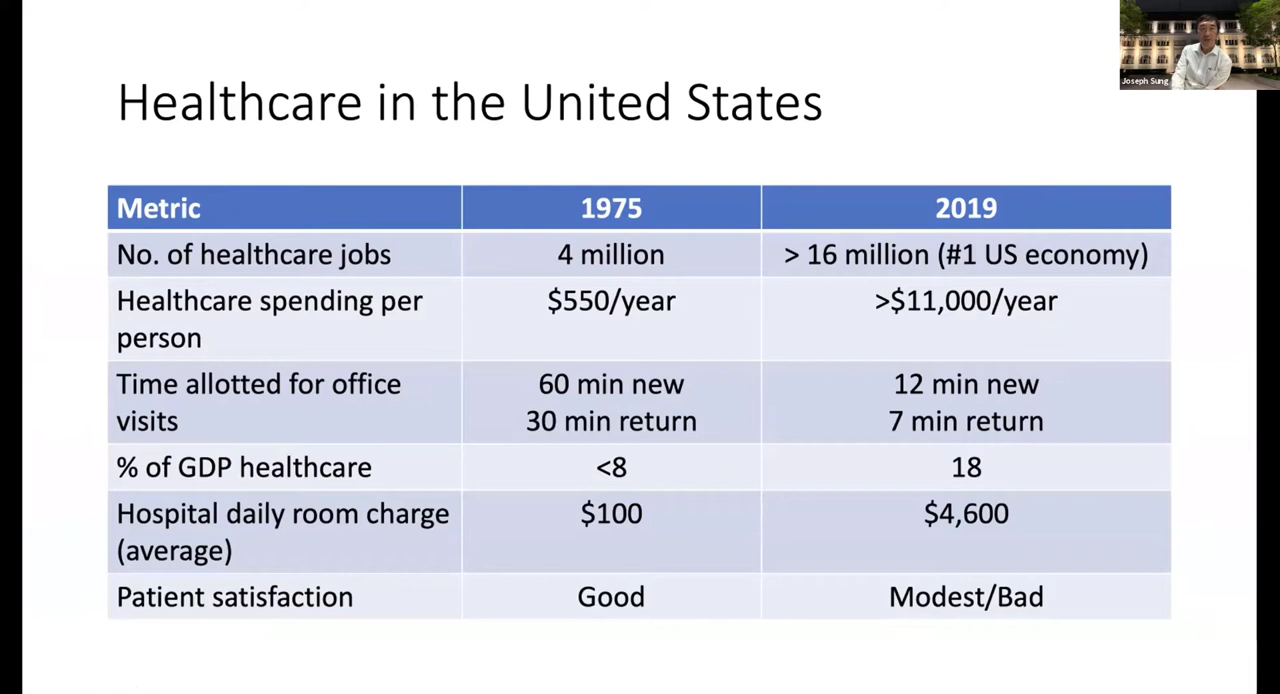 Joseph Sung
Healthcare in the United States
Metric 1975 2019
No. of healthcare jobs 4 million > 16 million (#1 US economy)
Healthcare spending per $550/year >$11,000/year
person
Time allotted for office 60 min new 12 min new
visits 30 min return 7 min return
% of GDP healthcare <8 18
Hospital daily room charge $100 $4,600
(average)
Patient satisfaction Good Modest/Bad